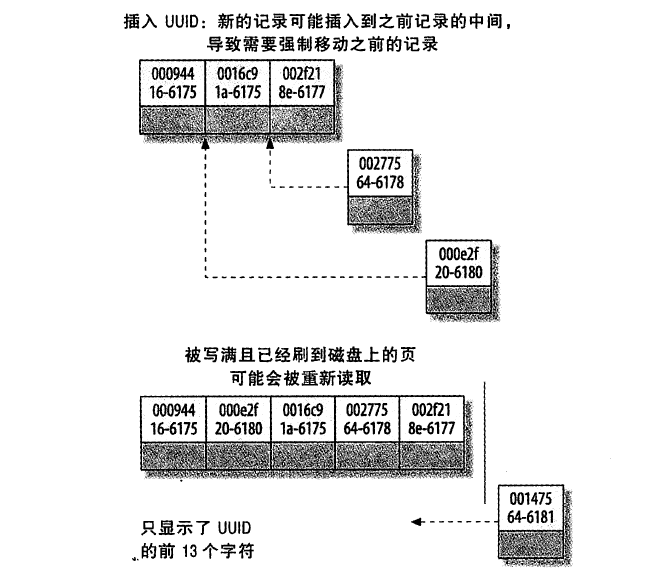 插入 UUID：新的记录可能插入到之前记录的中间，
导致需要强制移动之前的记录
000944 0016c9 002f21
16-6175 1a-6175 8e-6177
002775
64-6178
000e2f
20-6180
被写满且已经刷到磁盘上的页
可能会被重新读取
000944 000e2f 0016c9 002775 002f21
16-6175 20-6180 1a-6175 64-6178 8e-6177
001475
64-6181
只显示了 UUID
的前 13 个字符